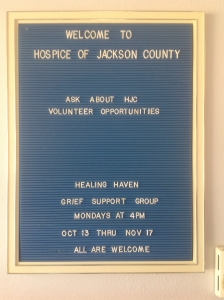 WELCOME TO
HOSPICE OF JACKSON COUNTY
ASK ABOUT HJC
VOLUNTEER OPPORTUNITIES
HEALING HAVEN
GRIEF SUPPORT GROUP
MONDAYS AT 4PM
OCT 13 THRU NOV 17
ALL ARE WELCOME